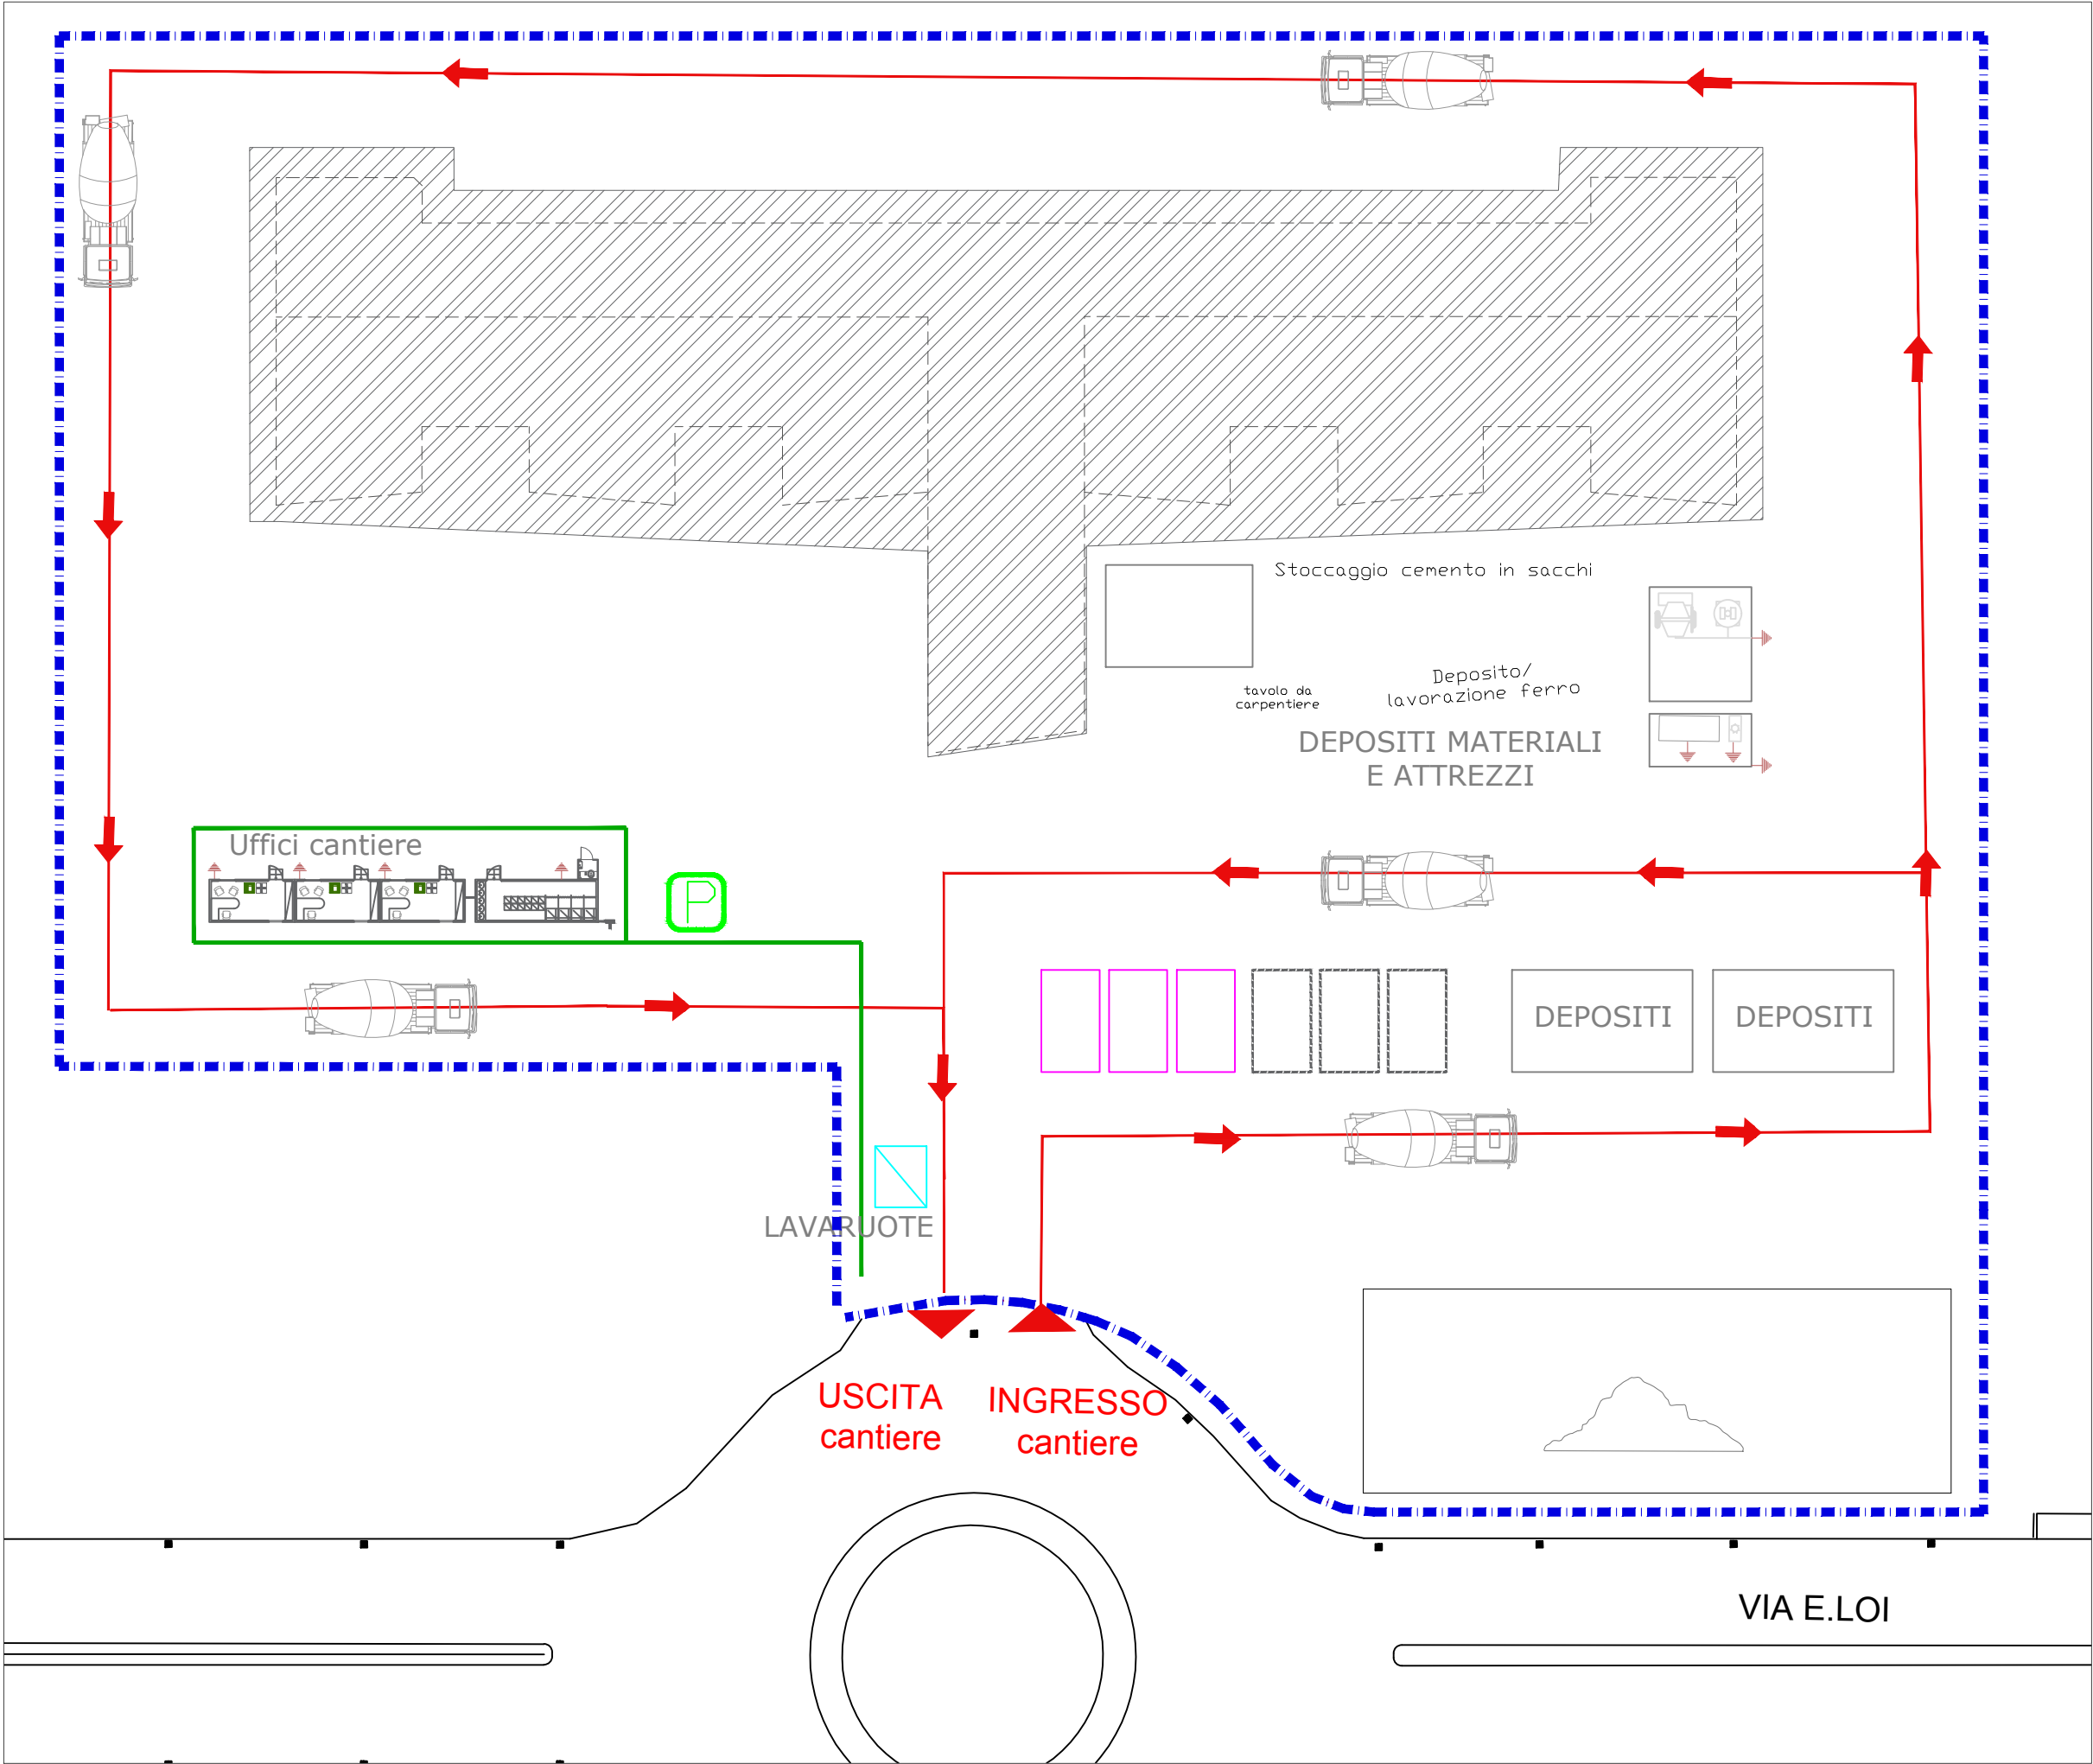 Stoccaggio cemento in sacchi
Deposito/
lavorazione ferro
tavolo da
carpentiere
DEPOSITI MATERIALI
E ATTREZZI
Uffici cantiere
P
DEPOSITI
DEPOSITI
LAVARUOTE
USCITA
cantiere
INGRESSO
cantiere
VIA E.LOI